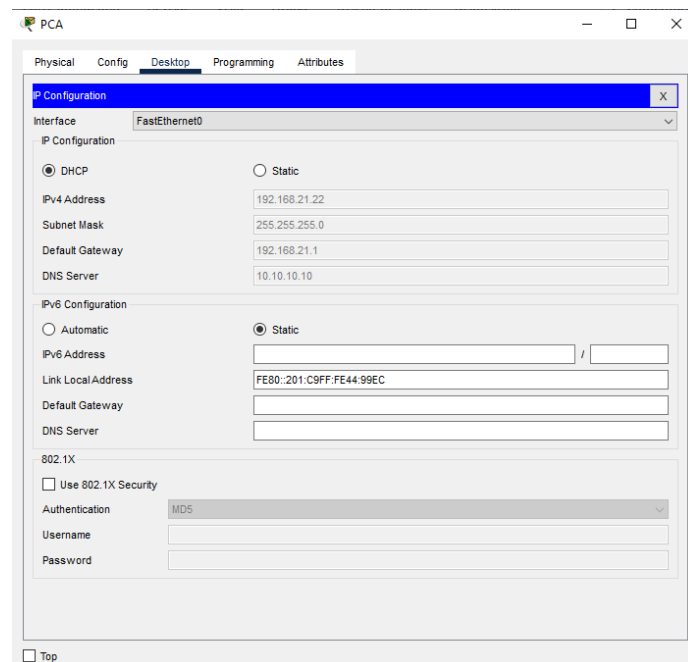 PCA
Physical Config Desktop Programming Attributes
IP Configuration X
Interface FastEthernet0
IP Configuration
DHCP Static
IPv4 Address 192.168.21.22
Subnet Mask 255.255.255.0
Default Gateway 192.168.21.1
DNS Server 10.10.10.10
IPv6 Configuration
Automatic Static
IPv6 Address /
Link Local Address FE80::201:C9FF:FE44:99EC
Default Gateway
DNS Server
802.1X
Use 802.1X Security
Authentication MD5
Username
Password
Top